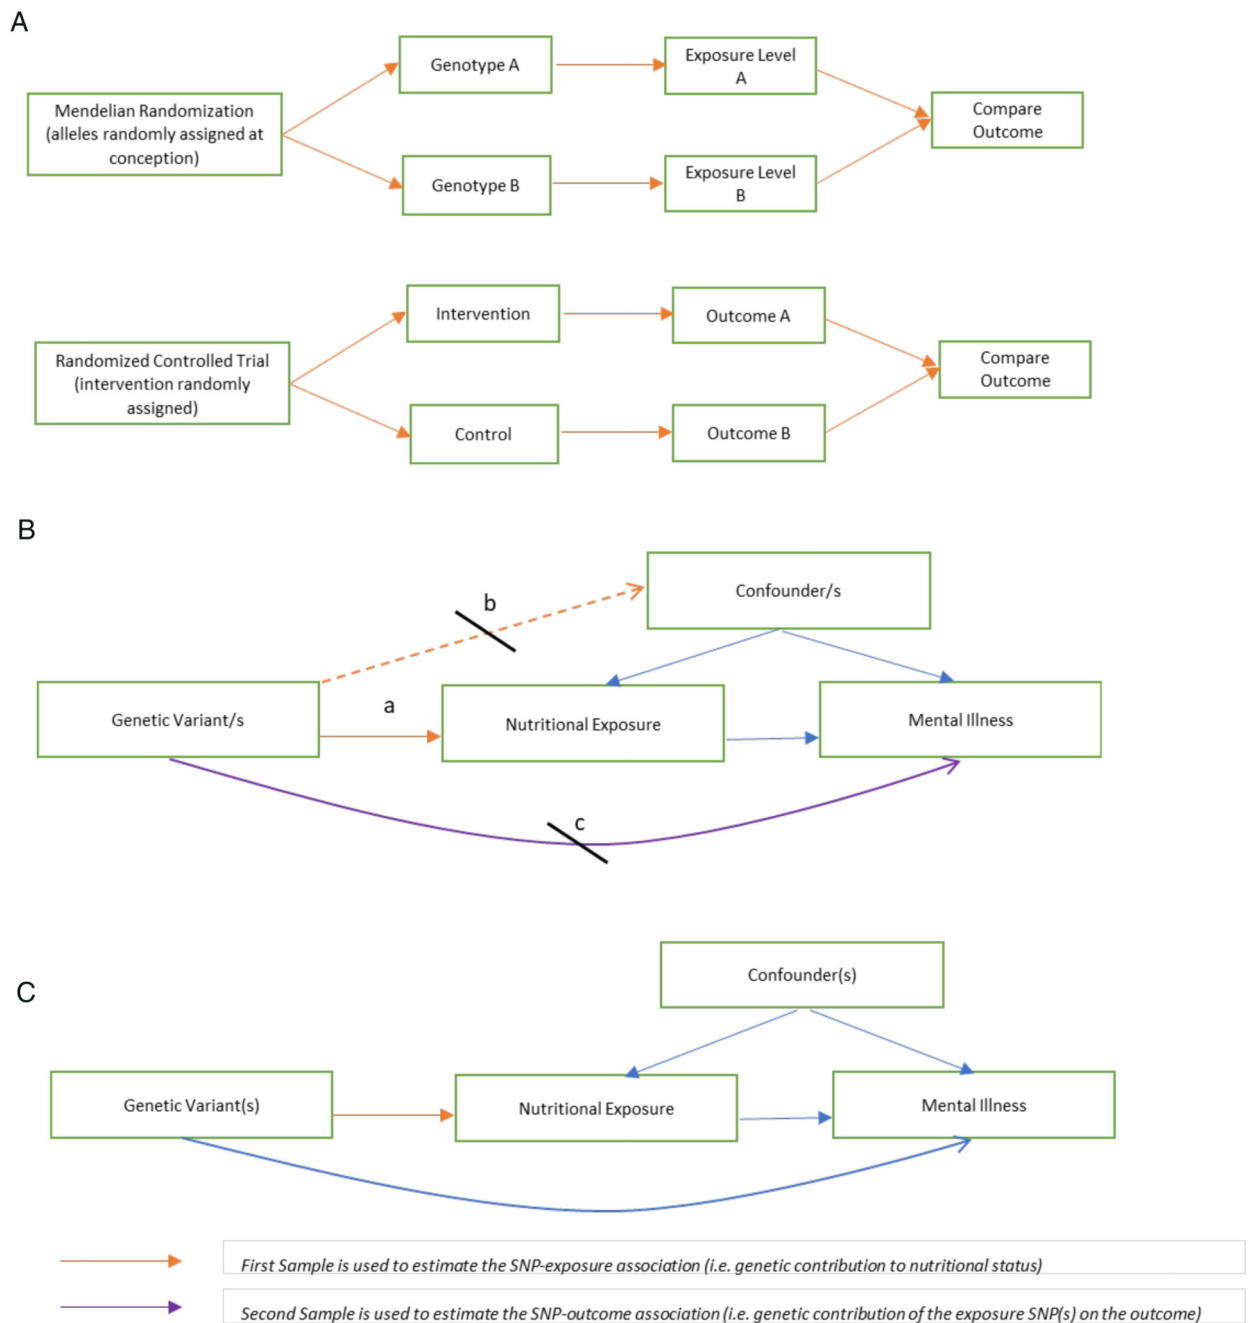 A
Genotype A
Exposure Level
A
Mendelian Randomization
(alleles randomly assigned at
conception)
Compare
Outcome
Genotype B
Exposure Level
B
Intervention
Outcome A
Randomized Controlled Trial
(intervention randomly
assigned)
Compare
Outcome
Control
Outcome B
B
Confounder/s
b
Genetic Variant/s
a
Nutritional Exposure
Mental Illness
c
C
Confounder(s)
Genetic Variant(s)
Nutritional Exposure
Mental Illness
First Sample is used to estimate the SNP-exposure association (i.e. genetic contribution to nutritional status)
Second Sample is used to estimate the SNP-outcome association (i.e. genetic contribution of the exposure SNP(s) on the outcome)